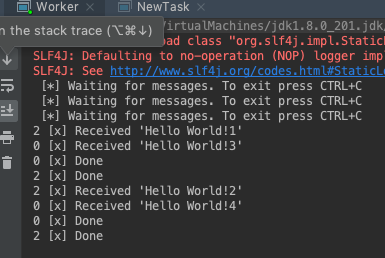 Worker NewTask
n the stack trace (⌥⌘↓)
/irtualMachines/jdk1.8.0_201.jdk/
oad class "org.slf4j.impl.Static
SLF4J: Defaulting to no-operation (NOP) logger imp
SLF4J: See http://www.slf4j.org/codes.html#StaticLo
[*] Waiting for messages. To exit press CTRL+C
[*] Waiting for messages. To exit press CTRL+C
[*] Waiting for messages. To exit press CTRL+C
2 [x] Received 'Hello World!1'
0 [x] Received 'Hello World!3'
0 [x] Done
2 [x] Done
2 [x] Received 'Hello World!2'
0 [x] Received 'Hello World!4'
0 [x] Done
2 [x] Done